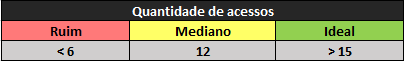 Quantidade de acessos
Ruim Mediano Ideal
< 6 12 > 15